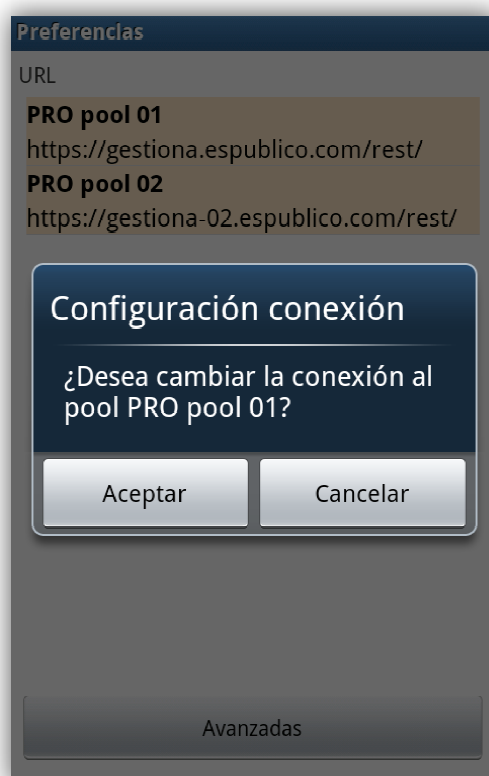 Preferencias
URL
PRO pool 01
https://gestiona.espublico.com/rest/
PRO pool 02
https://gestiona-02.espublico.com/rest/
Configuración conexión
¿Desea cambiar la conexión al
pool PRO pool 01?
Aceptar
Cancelar
Avanzadas